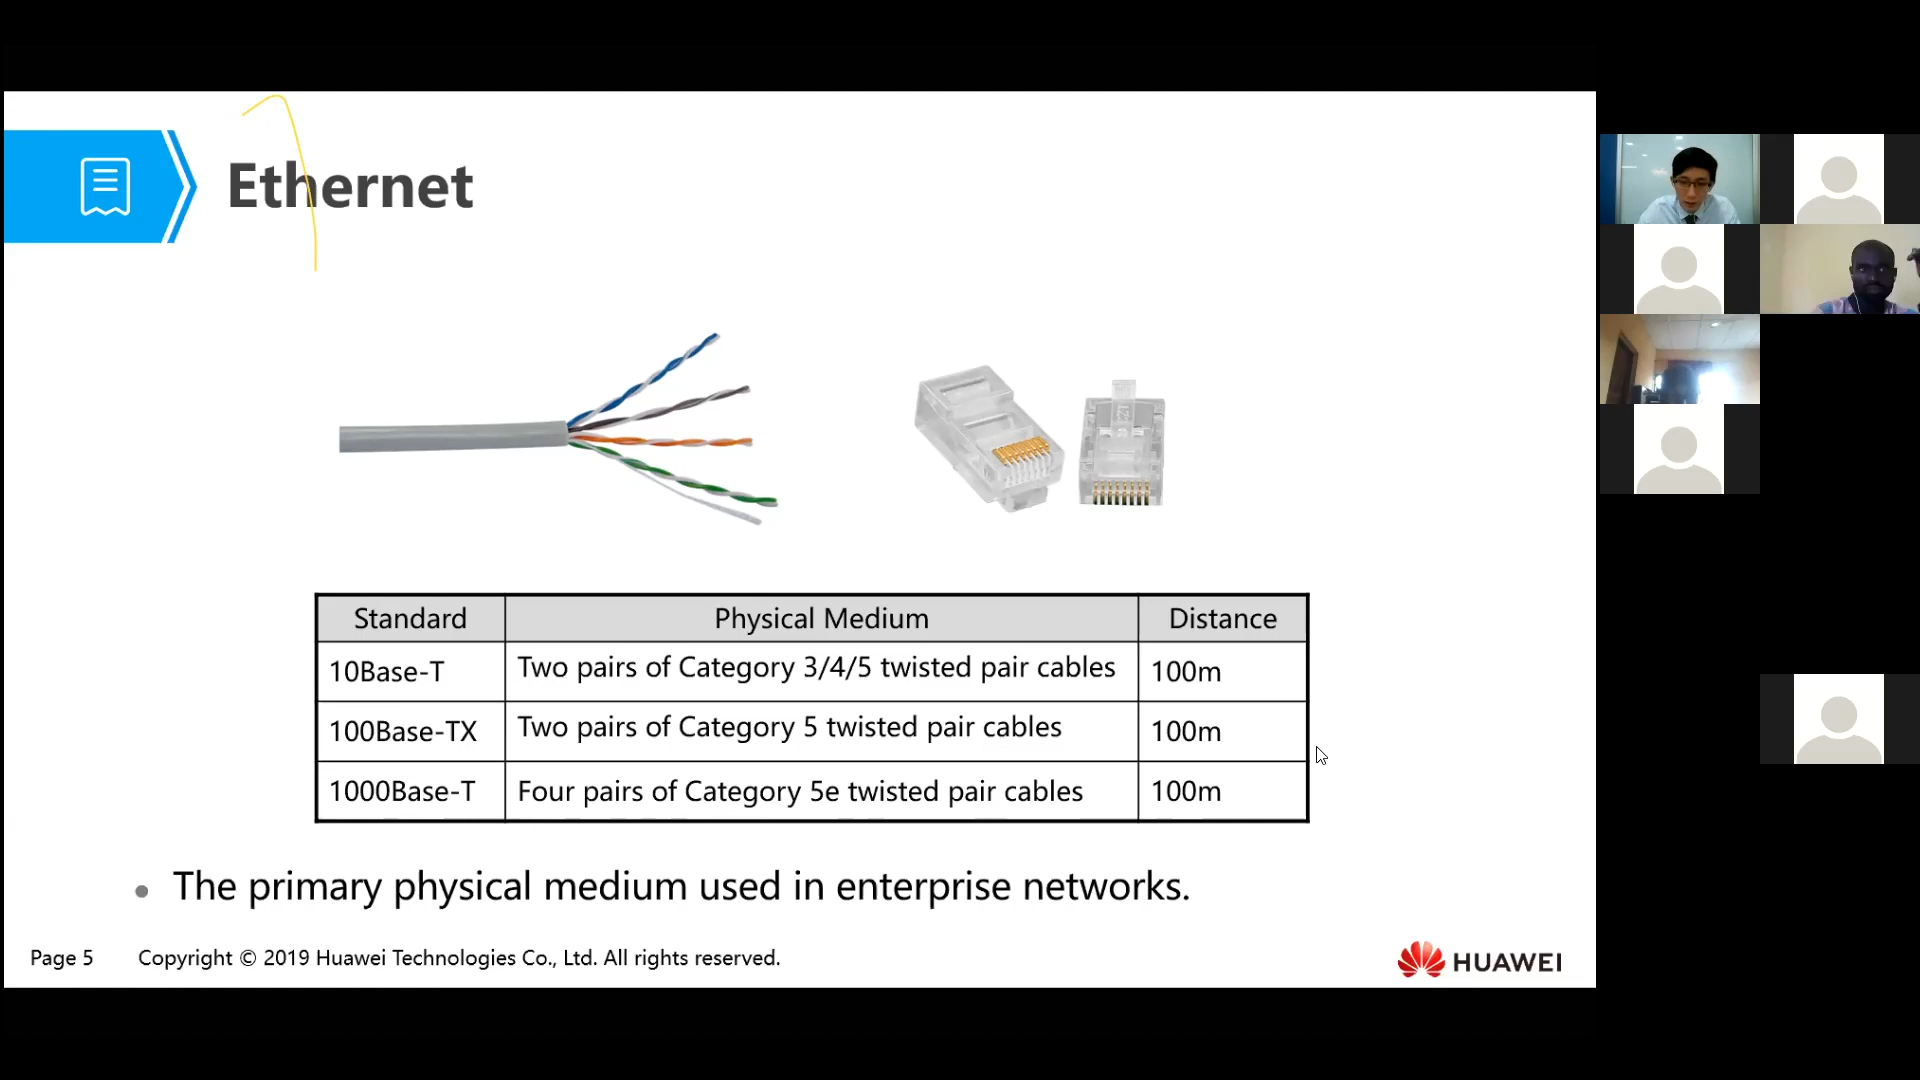 Ethernet
Standard Physical Medium Distance
10Base-T Two pairs of Category 3/4/5 twisted pair cables 100m
100Base-TX Two pairs of Category 5 twisted pair cables 100m
1000Base-T Four pairs of Category 5e twisted pair cables 100m
The primary physical medium used in enterprise networks.
Page 5 Copyright © 2019 Huawei Technologies Co., Ltd. All rights reserved.
HUAWEI